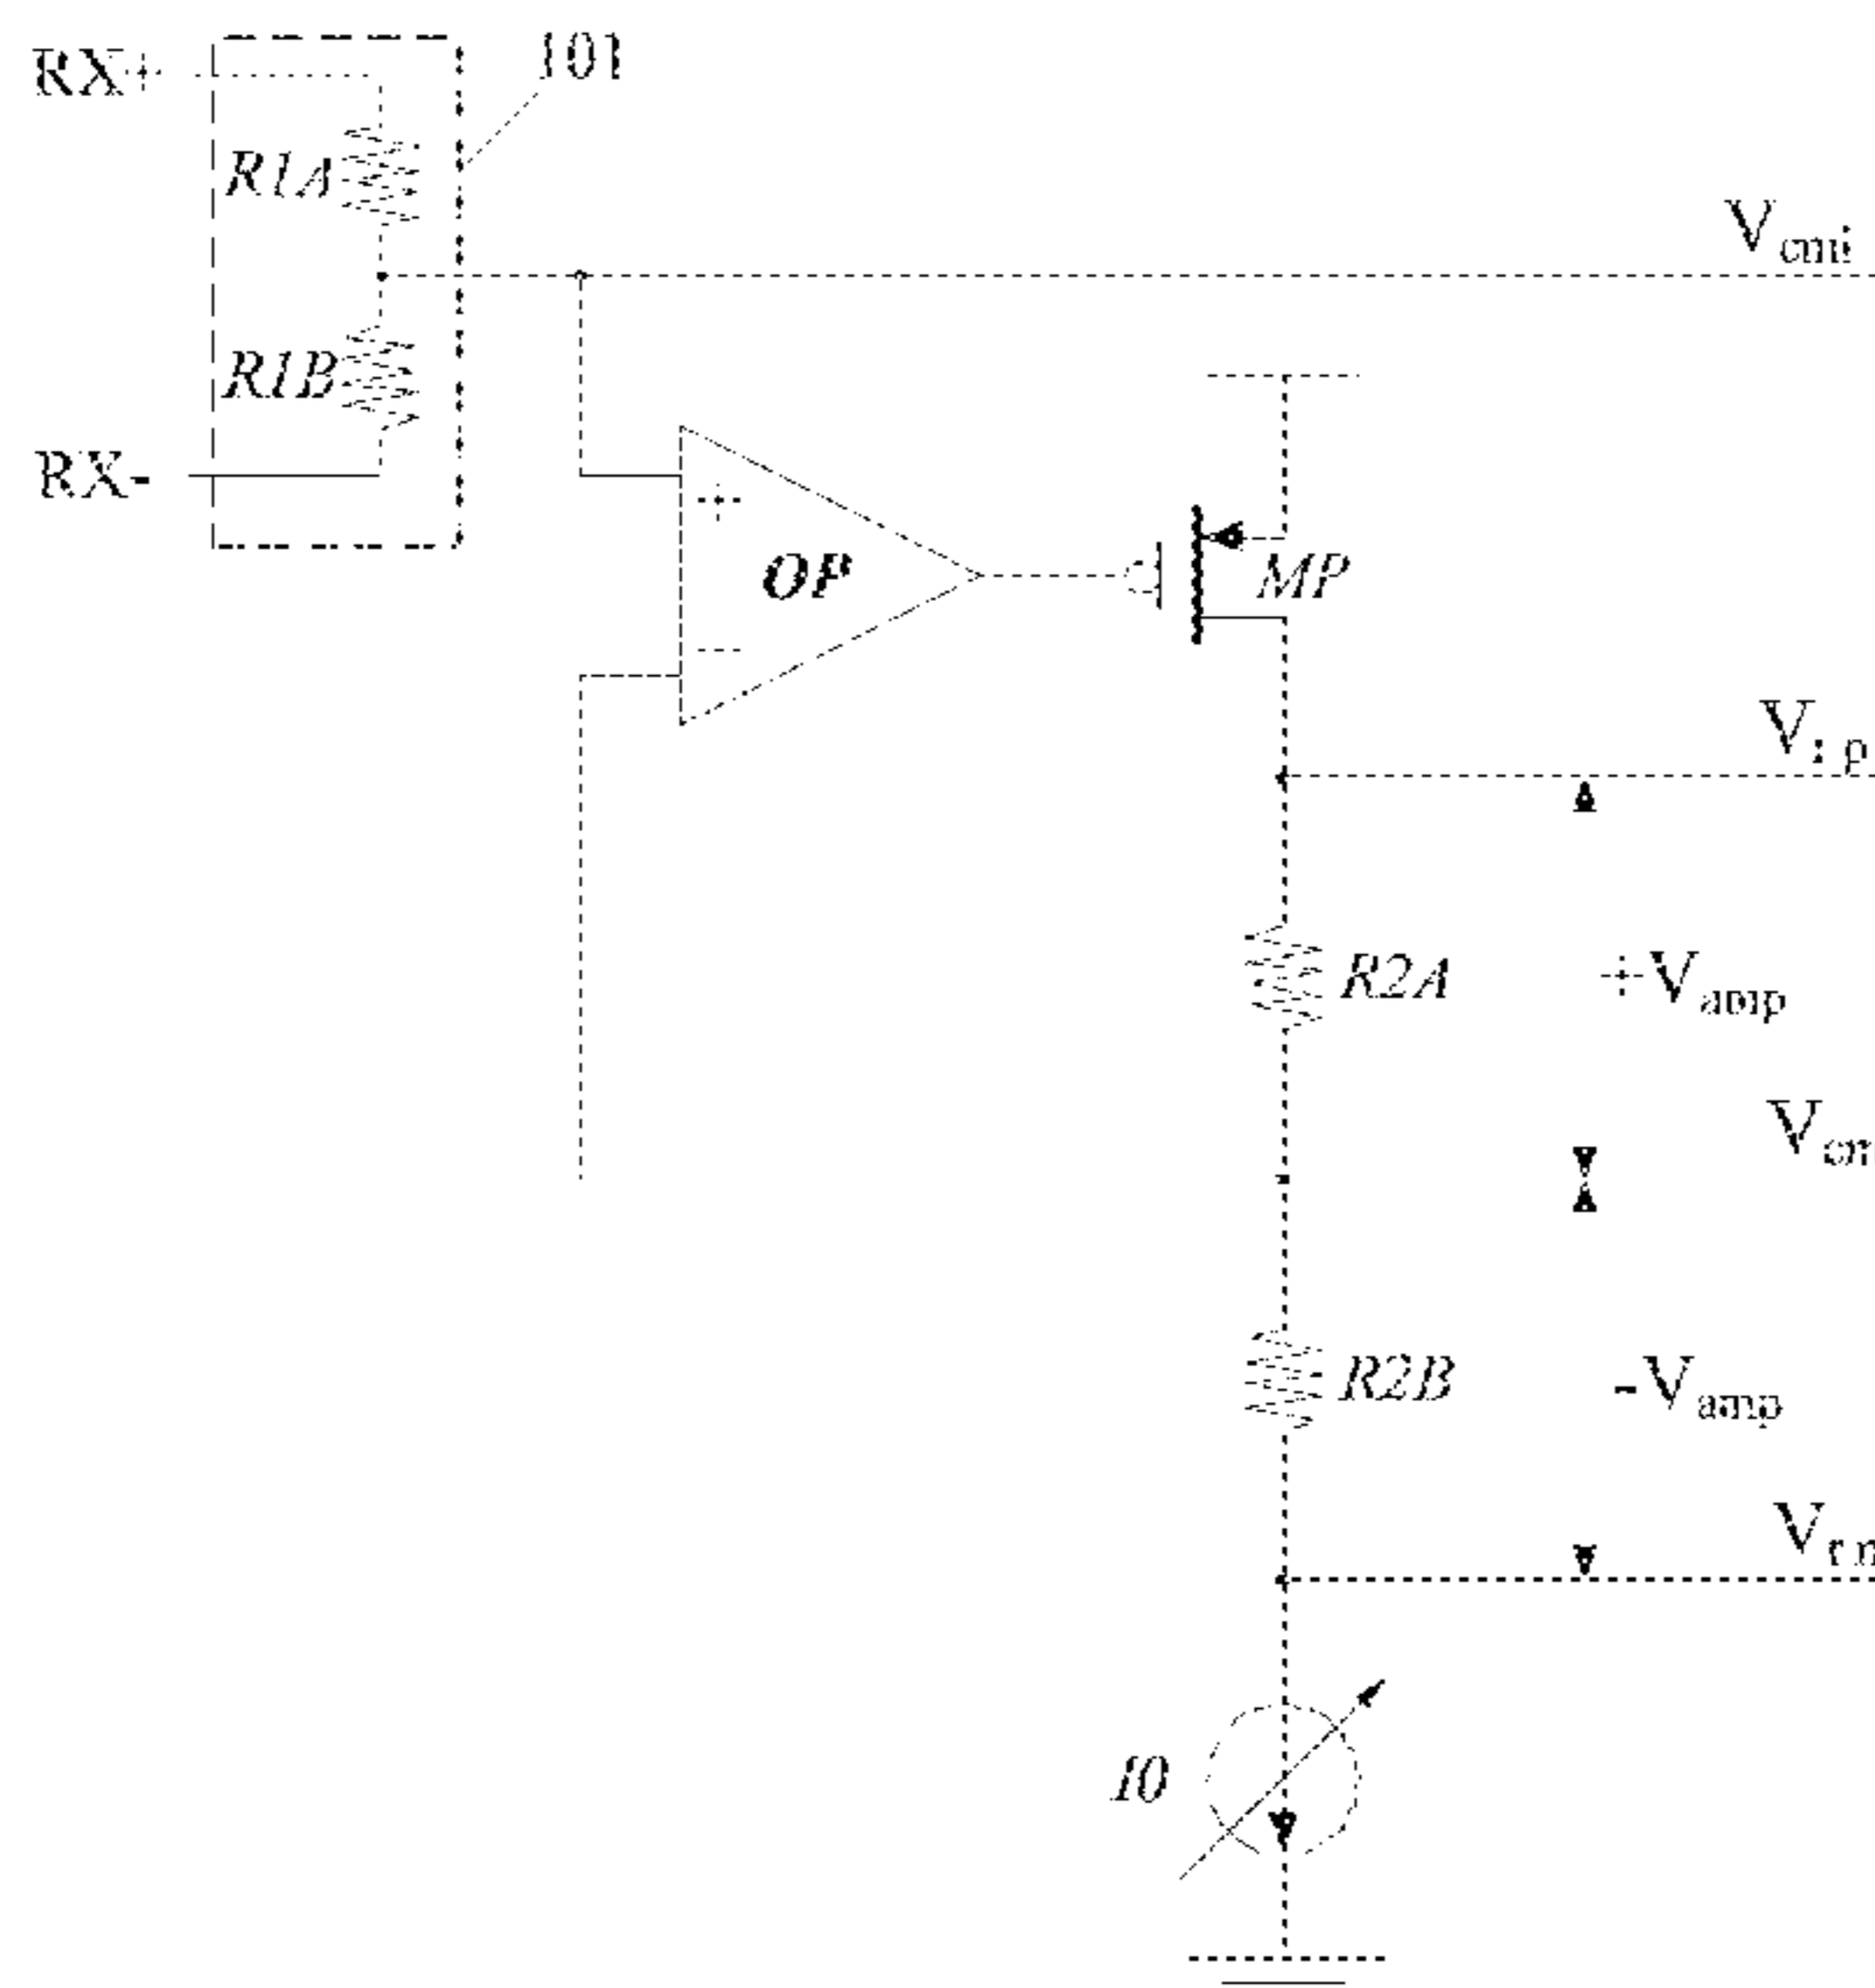 RX+
101
R1A
Vcmi
R1B
RX-
+
OP
MP
-
R2A
+Vamp
R2B
-Vamp
I0